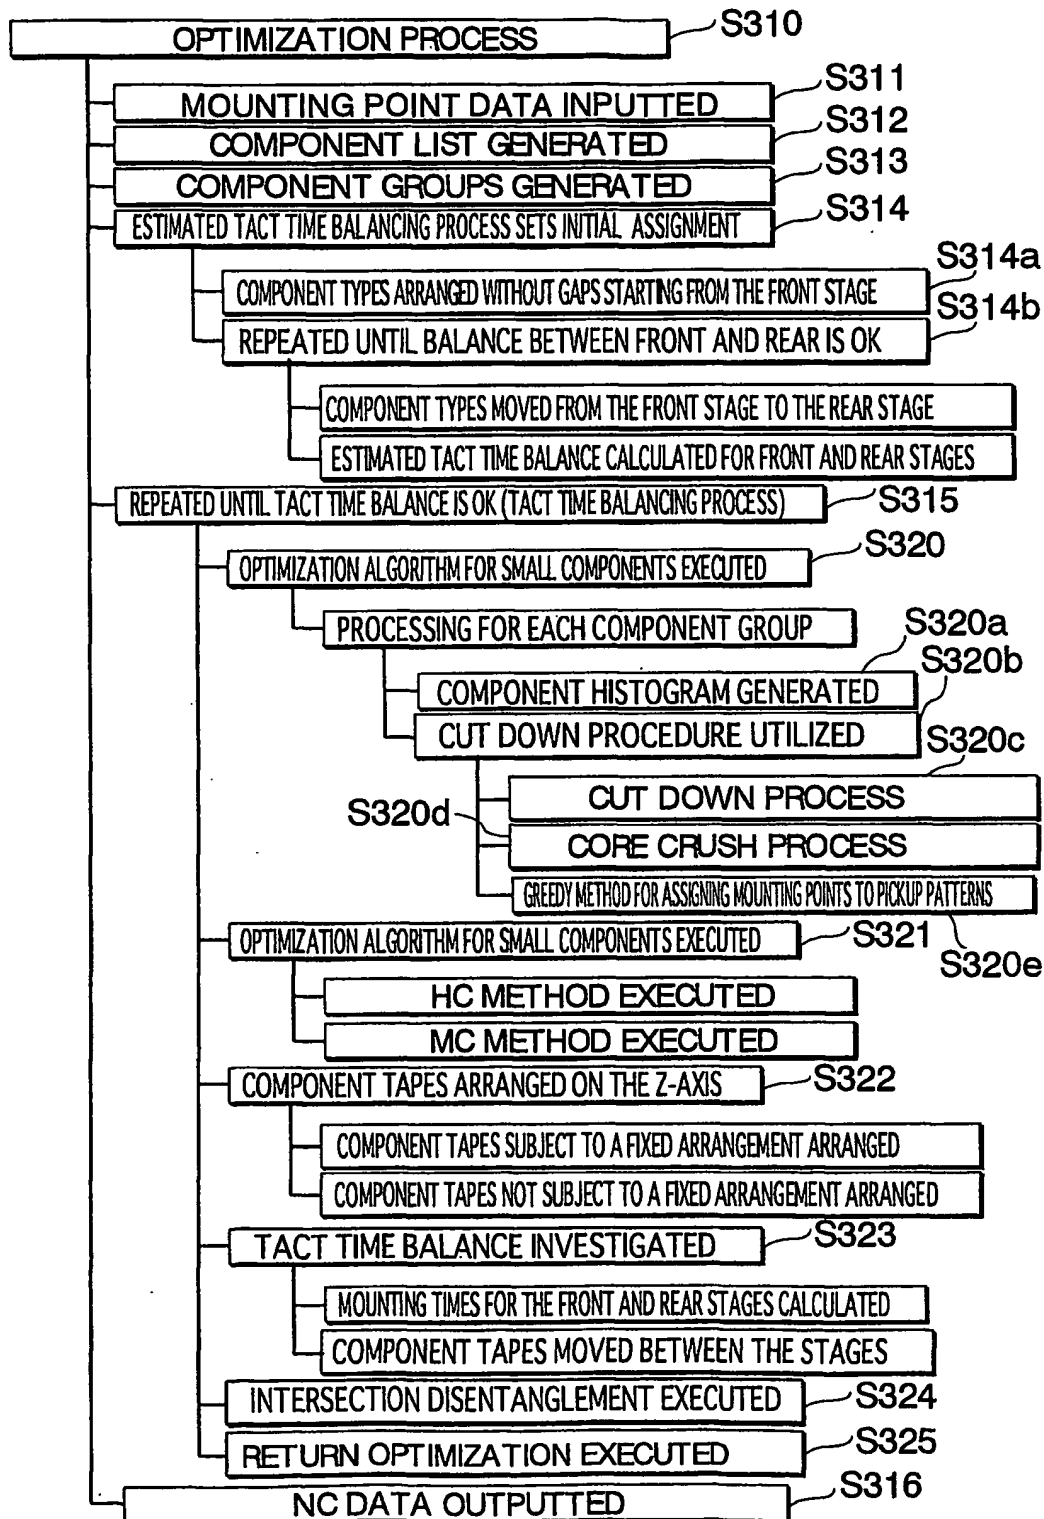 OPTIMIZATION PROCESS S310
MOUNTING POINT DATA INPUTTED S311
COMPONENT LIST GENERATED S312
COMPONENT GROUPS GENERATED S313
ESTIMATED TACT TIME BALANCING PROCESS SETS INITIAL ASSIGNMENT S314
COMPONENT TYPES ARRANGED WITHOUT GAPS STARTING FROM THE FRONT STAGE S314a
REPEATED UNTIL BALANCE BETWEEN FRONT AND REAR IS OK S314b
COMPONENT TYPES MOVED FROM THE FRONT STAGE TO THE REAR STAGE
ESTIMATED TACT TIME BALANCE CALCULATED FOR FRONT AND REAR STAGES
REPEATED UNTIL TACT TIME BALANCE IS OK (TACT TIME BALANCING PROCESS) S315
OPTIMIZATION ALGORITHM FOR SMALL COMPONENTS EXECUTED S320
PROCESSING FOR EACH COMPONENT GROUP
COMPONENT HISTOGRAM GENERATED S320a
CUT DOWN PROCEDURE UTILIZED S320b
CUT DOWN PROCESS S320c
CORE CRUSH PROCESS S320d
GREEDY METHOD FOR ASSIGNING MOUNTING POINTS TO PICKUP PATTERNS S320e
OPTIMIZATION ALGORITHM FOR SMALL COMPONENTS EXECUTED S321
HC METHOD EXECUTED
MC METHOD EXECUTED
COMPONENT TAPES ARRANGED ON THE Z-AXIS S322
COMPONENT TAPES SUBJECT TO A FIXED ARRANGEMENT ARRANGED
COMPONENT TAPES NOT SUBJECT TO A FIXED ARRANGEMENT ARRANGED
TACT TIME BALANCE INVESTIGATED S323
MOUNTING TIMES FOR THE FRONT AND REAR STAGES CALCULATED
COMPONENT TAPES MOVED BETWEEN THE STAGES
INTERSECTION DISENTANGLEMENT EXECUTED S324
RETURN OPTIMIZATION EXECUTED S325
NC DATA OUTPUTTED S316